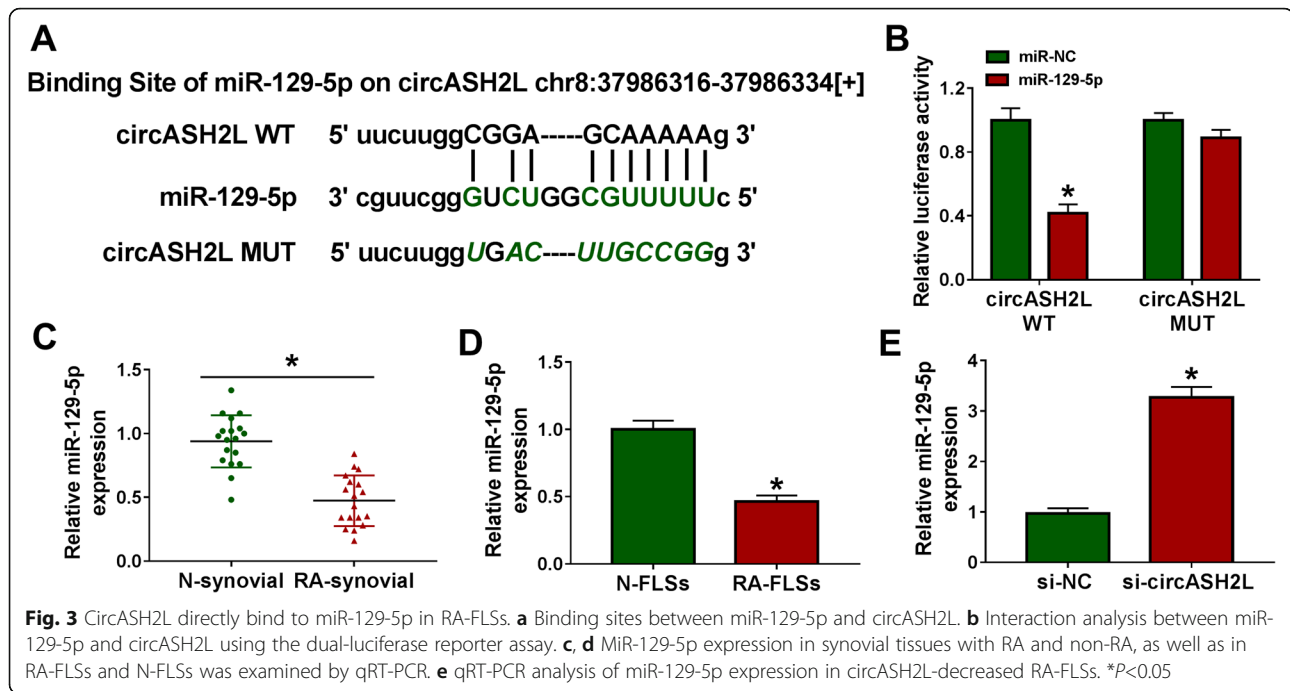 A
Binding Site of miR-129-5p on circASH2L chr8:37986316-37986334[+]
circASH2L WT 5' uucuuggCGGA-----GCAAAAAg 3'
miR-129-5p 3' cguucggGUCUGGCGUUUUUc 5'
circASH2L MUT 5' uucuuggUGAC----UUGCCGGg 3'
B
miR-NC
miR-129-5p
Relative luciferase activity
1.2
0.8
0.4
0.0
*
circASH2L WT
circASH2L MUT
C
Relative miR-129-5p expression
1.5
1.0
0.5
0.0
*
N-synovial RA-synovial
D
Relative miR-129-5p expression
1.5
1.0
0.5
0.0
*
N-FLSs RA-FLSs
E
Relative miR-129-5p expression
4
3
2
1
0
*
si-NC si-circASH2L
Fig. 3 CircASH2L directly bind to miR-129-5p in RA-FLSs. a Binding sites between miR-129-5p and circASH2L. b Interaction analysis between miR-
129-5p and circASH2L using the dual-luciferase reporter assay. c, d MiR-129-5p expression in synovial tissues with RA and non-RA, as well as in
RA-FLSs and N-FLSs was examined by qRT-PCR. e qRT-PCR analysis of miR-129-5p expression in circASH2L-decreased RA-FLSs. *P<0.05